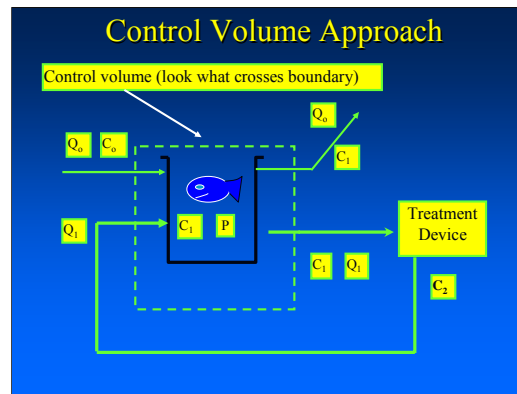 Control Volume Approach
Control volume (look what crosses boundary)
Qₒ
Qₒ Cₒ
C₁
Q₁
C₁ P
Treatment
Device
C₁ Q₁
C₂